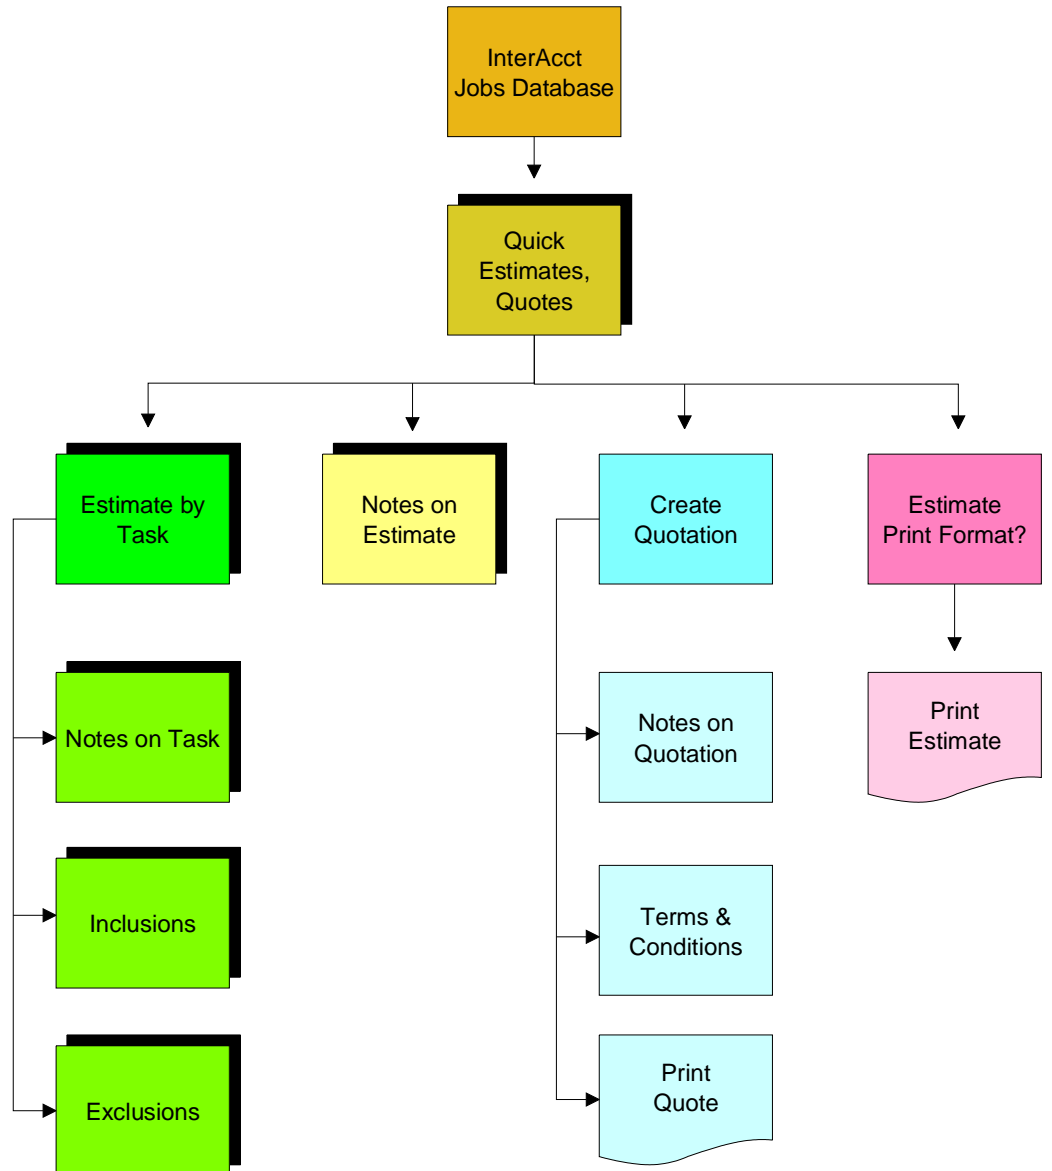 InterAcct
Jobs Database
Quick
Estimates,
Quotes
Estimate by
Task
Notes on
Estimate
Create
Quotation
Estimate
Print Format?
Notes on Task
Notes on
Quotation
Print
Estimate
Inclusions
Terms &
Conditions
Exclusions
Print
Quote